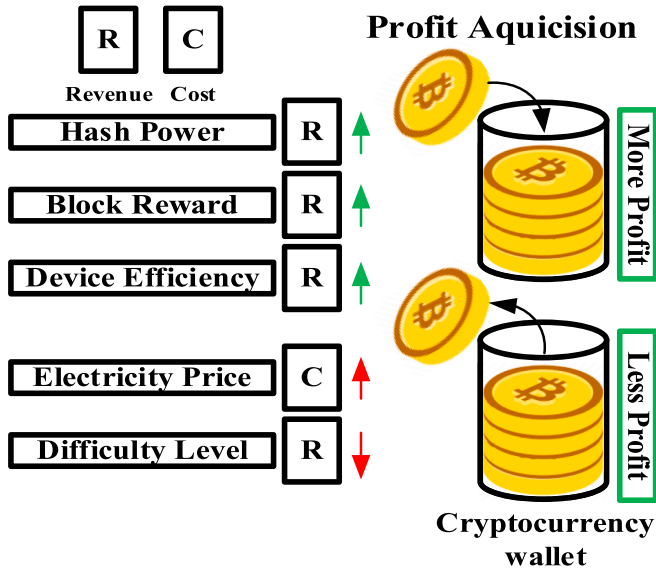 R C
Revenue Cost
Profit Aquicision
Hash Power R
Block Reward R
Device Efficiency R
Electricity Price C
Difficulty Level R
More Profit
Less Profit
Cryptocurrency
wallet